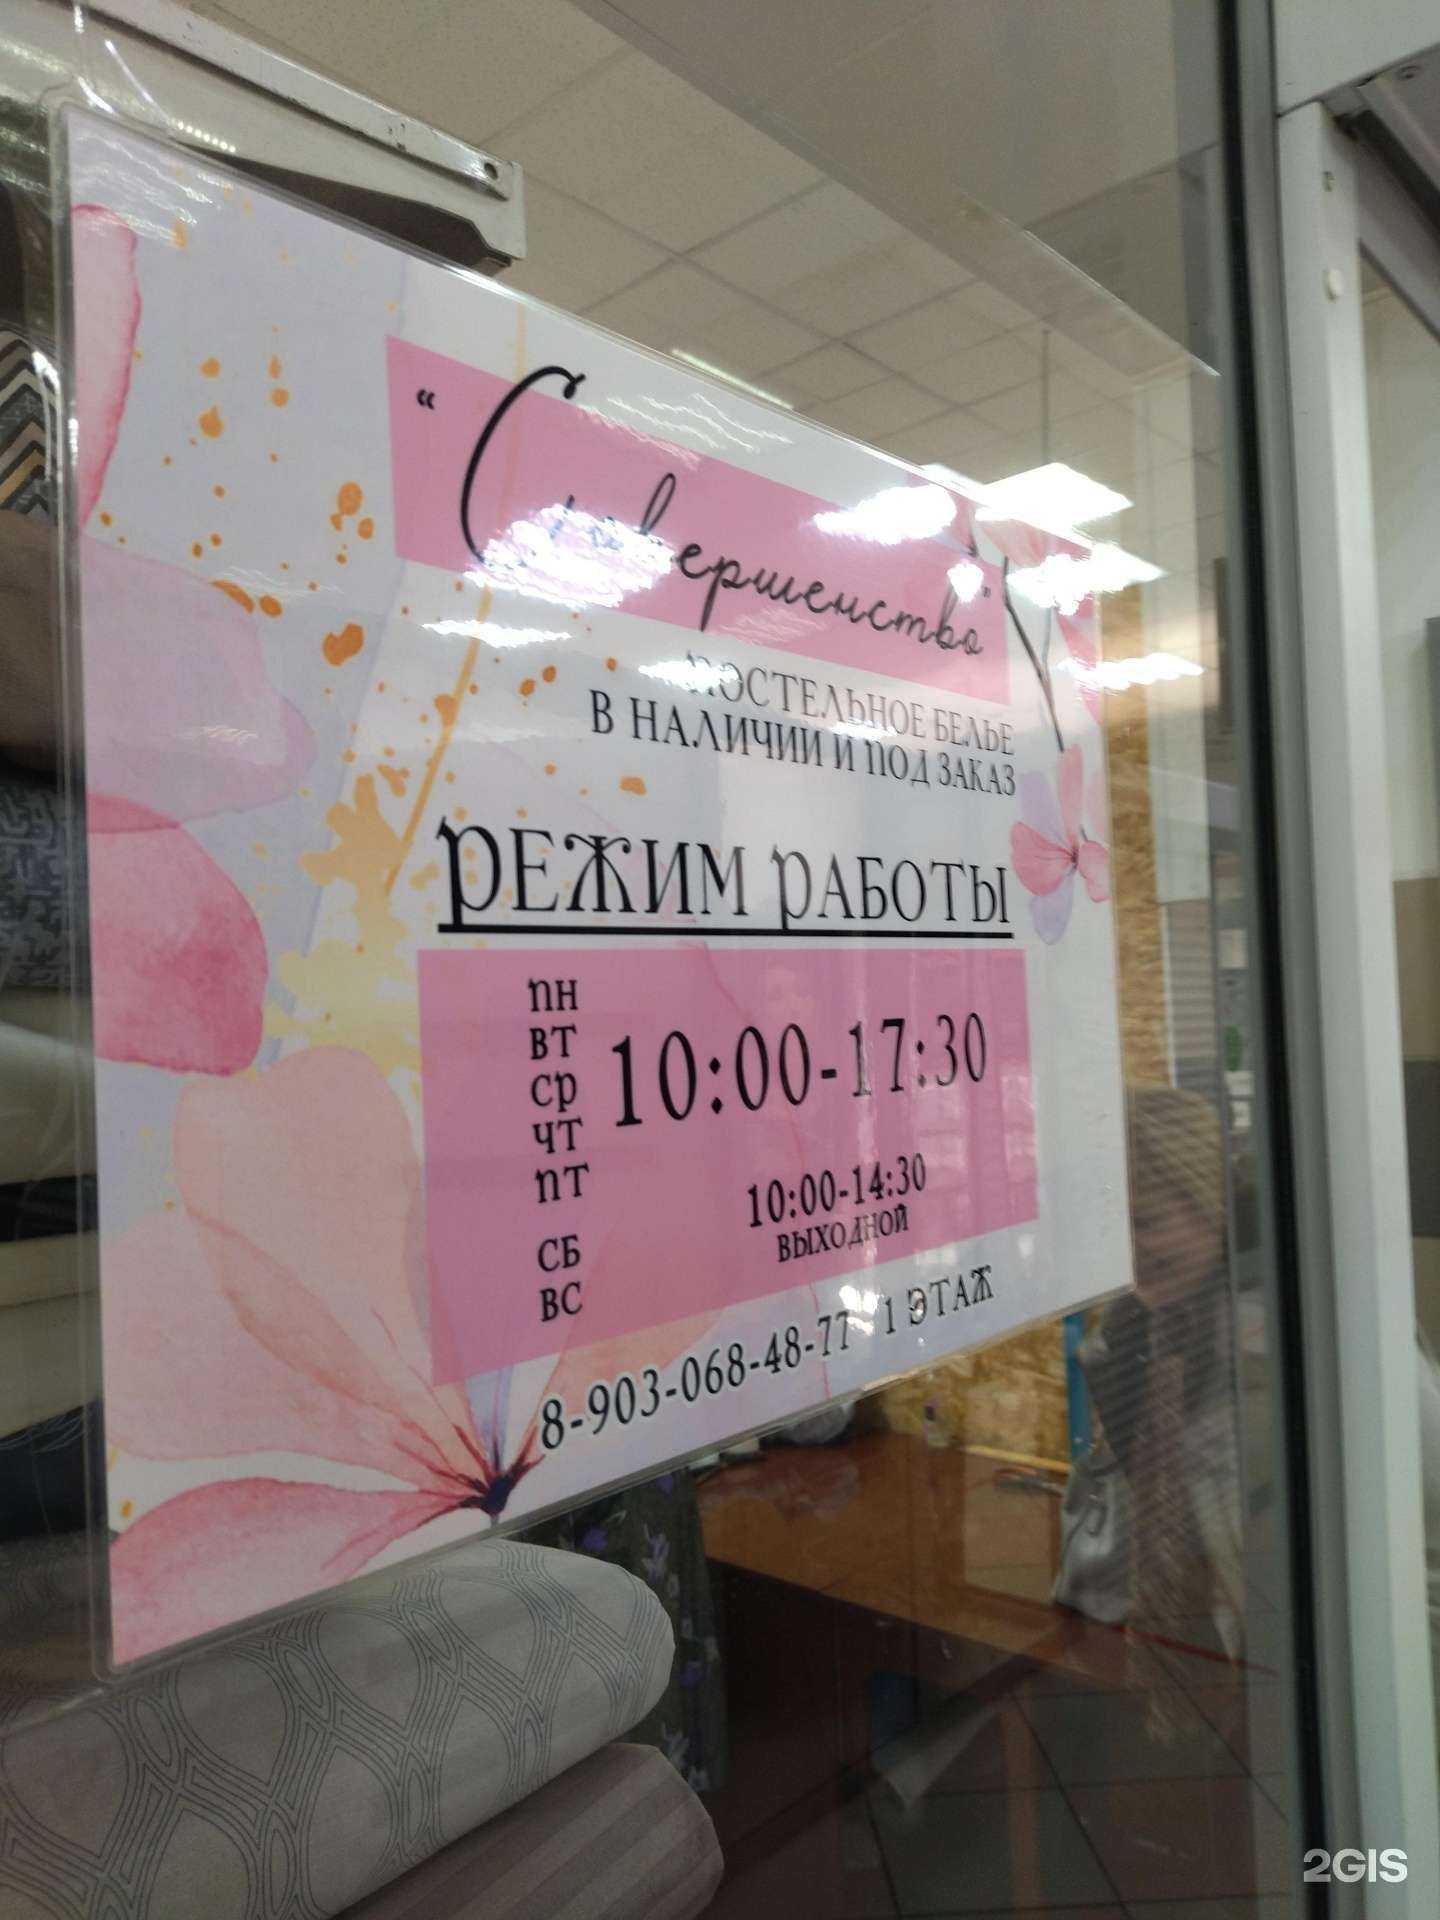 "Совершенство"
ПОСТЕЛЬНОЕ БЕЛЬЕ
В НАЛИЧИИ И ПОД ЗАКАЗ
РЕЖИМ РАБОТЫ
ПН
ВТ
СР
ЧТ
ПТ
10:00-17:30
СБ 10:00-14:30
ВС ВЫХОДНОЙ
8-903-068-48-77 1 ЭТАЖ
2GIS